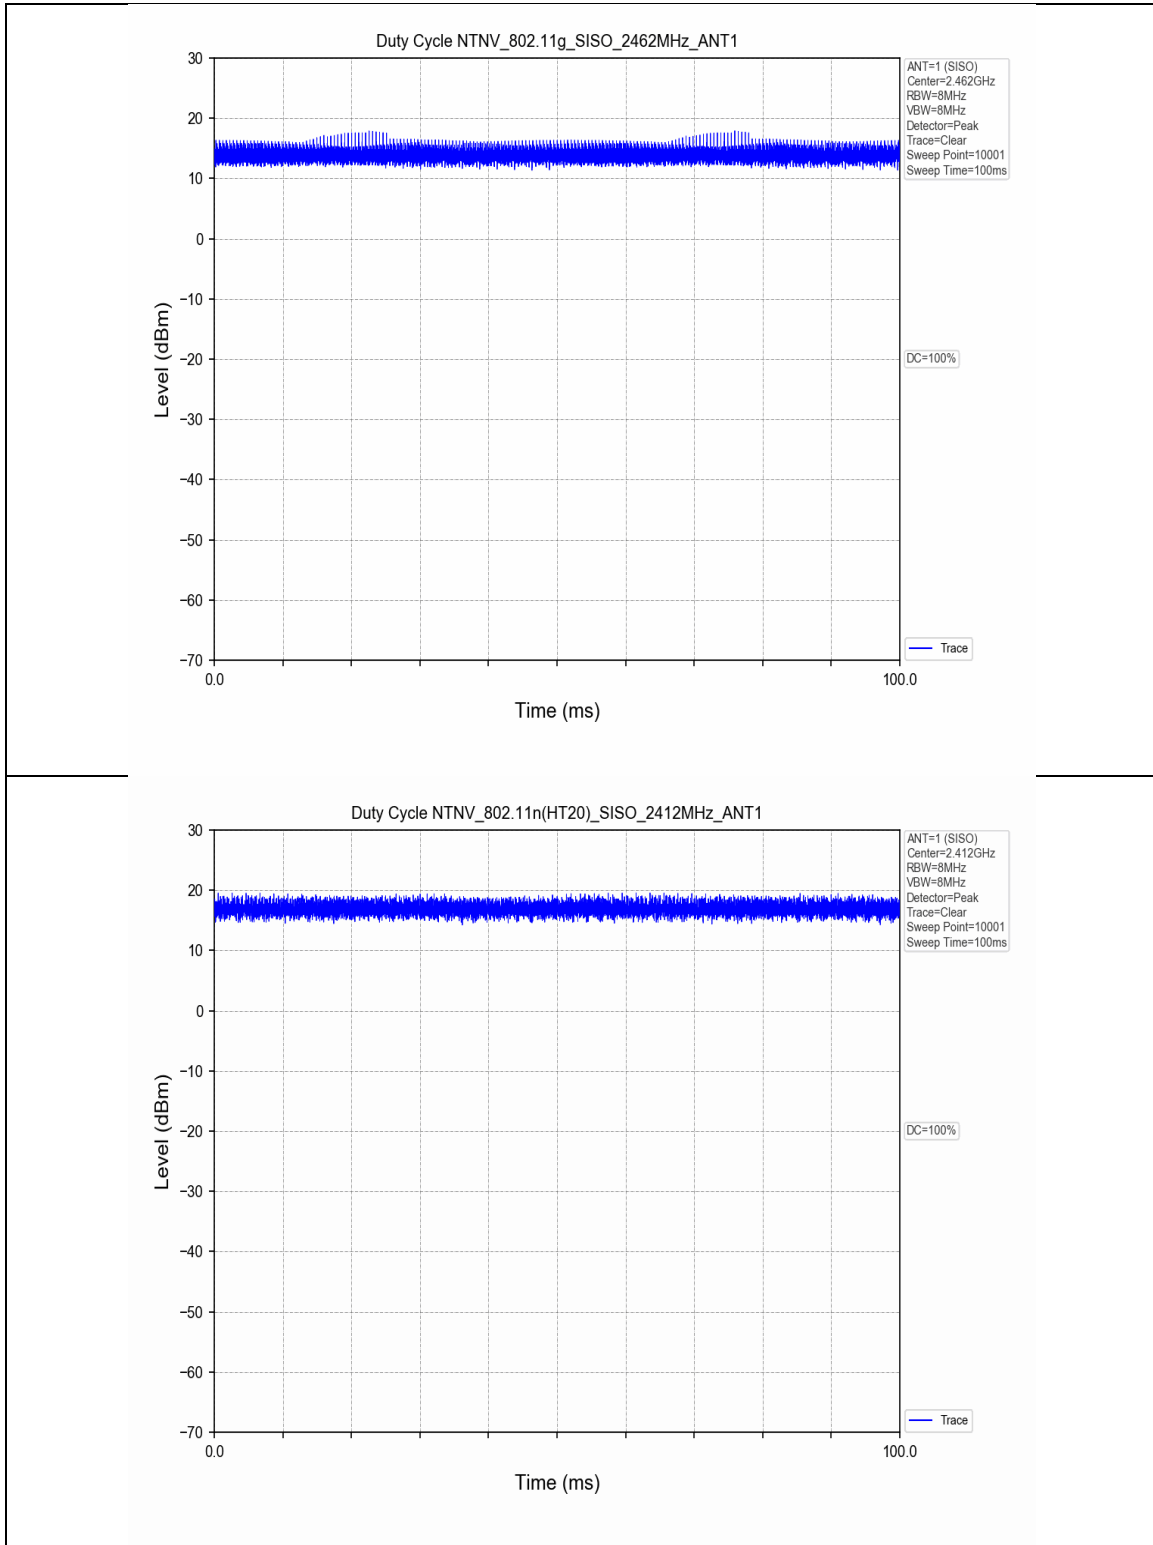 Duty Cycle NTNV_802.11g_SISO_2462MHz_ANT1
30
20
10
0
−10
−20
−30
−40
−50
−60
−70
Level (dBm)
0.0
100.0
Time (ms)
ANT=1 (SISO)
Center=2.462GHz
RBW=8MHz
VBW=8MHz
Detector=Peak
Trace=Clear
Sweep Point=10001
Sweep Time=100ms
DC=100%
Trace
Duty Cycle NTNV_802.11n(HT20)_SISO_2412MHz_ANT1
30
20
10
0
−10
−20
−30
−40
−50
−60
−70
Level (dBm)
0.0
100.0
Time (ms)
ANT=1 (SISO)
Center=2.412GHz
RBW=8MHz
VBW=8MHz
Detector=Peak
Trace=Clear
Sweep Point=10001
Sweep Time=100ms
DC=100%
Trace